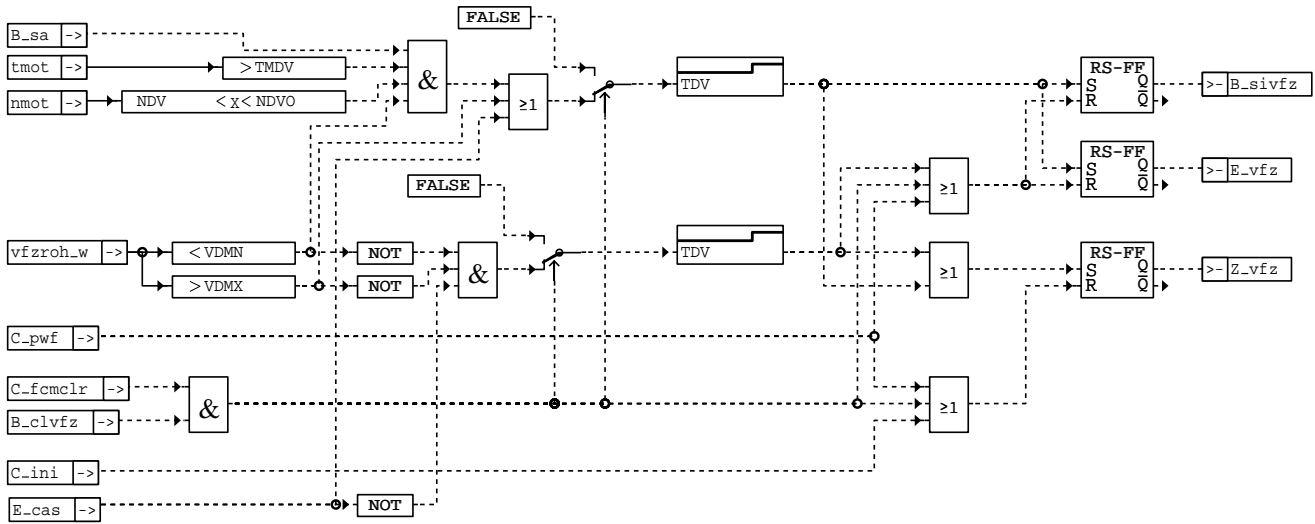 FALSE
B_sa ->
tmot -> >TMDV
nmot -> NDV <x<NDVO
& ≥1
TDV
RS-FF
S Q
R Q̅
>- B_sivfz
FALSE
≥1
RS-FF
S Q
R Q̅
>- E_vfz
vfzroh_w -> <VDMN NOT
>VDMX NOT
&
TDV
≥1
RS-FF
S Q
R Q̅
>- Z_vfz
C_pwf ->
C_fcmclr ->
B_clvfz ->
&
≥1
C_ini ->
E_cas -> NOT